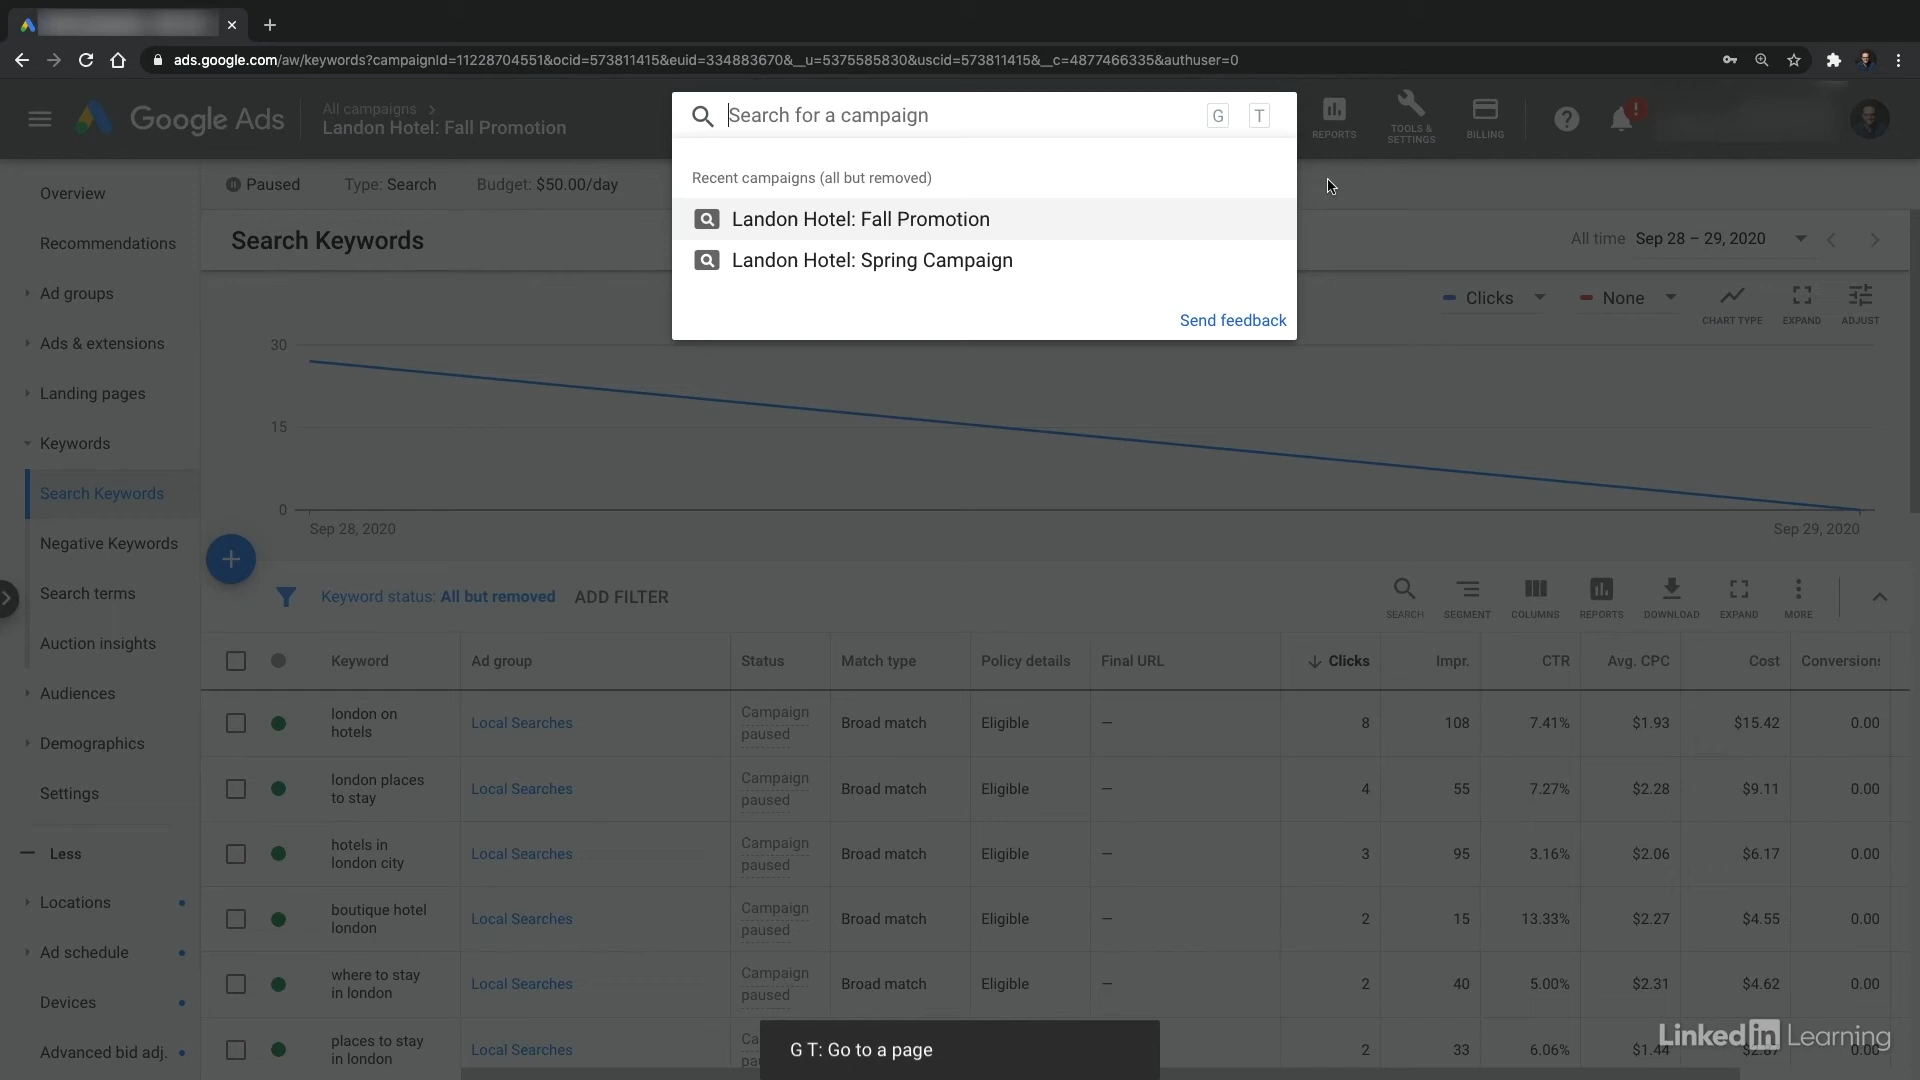 ads.google.com/aw/keywords?campaignId=11228704551&ocid=573811415&euid=334883670&__u=5375585830&uscid=573811415&__c=4877466335&authuser=0
Google Ads
All campaigns
Landon Hotel: Fall Promotion
Search for a campaign
G T
REPORTS
TOOLS &
SETTINGS
BILLING
Recent campaigns (all but removed)
Landon Hotel: Fall Promotion
Landon Hotel: Spring Campaign
Send feedback
Paused Type: Search Budget: $50.00/day
Search Keywords
All time Sep 28 – 29, 2020
Overview
Recommendations
Ad groups
Ads & extensions
Landing pages
Keywords
Search Keywords
Negative Keywords
Search terms
Auction insights
Audiences
Demographics
Settings
Less
Locations
Ad schedule
Devices
Advanced bid adj.
Clicks None
CHART TYPE EXPAND ADJUST
30
15
0
Sep 28, 2020 Sep 29, 2020
Keyword status: All but removed ADD FILTER
SEARCH SEGMENT COLUMNS REPORTS DOWNLOAD EXPAND MORE
Keyword Ad group Status Match type Policy details Final URL Clicks Impr. CTR Avg. CPC Cost Conversions
london on
hotels
Local Searches
Campaign
paused
Broad match Eligible — 8 108 7.41% $1.93 $15.42 0.00
london places
to stay
Local Searches
Campaign
paused
Broad match Eligible — 4 55 7.27% $2.28 $9.11 0.00
hotels in
london city
Local Searches
Campaign
paused
Broad match Eligible — 3 95 3.16% $2.06 $6.17 0.00
boutique hotel
london
Local Searches
Campaign
paused
Broad match Eligible — 2 15 13.33% $2.27 $4.55 0.00
where to stay
in london
Local Searches
Campaign
paused
Broad match Eligible — 2 40 5.00% $2.31 $4.62 0.00
places to stay
in london
Local Searches
2 33 6.06% $1.44 $2.87 0.00
G T: Go to a page
LinkedIn Learning